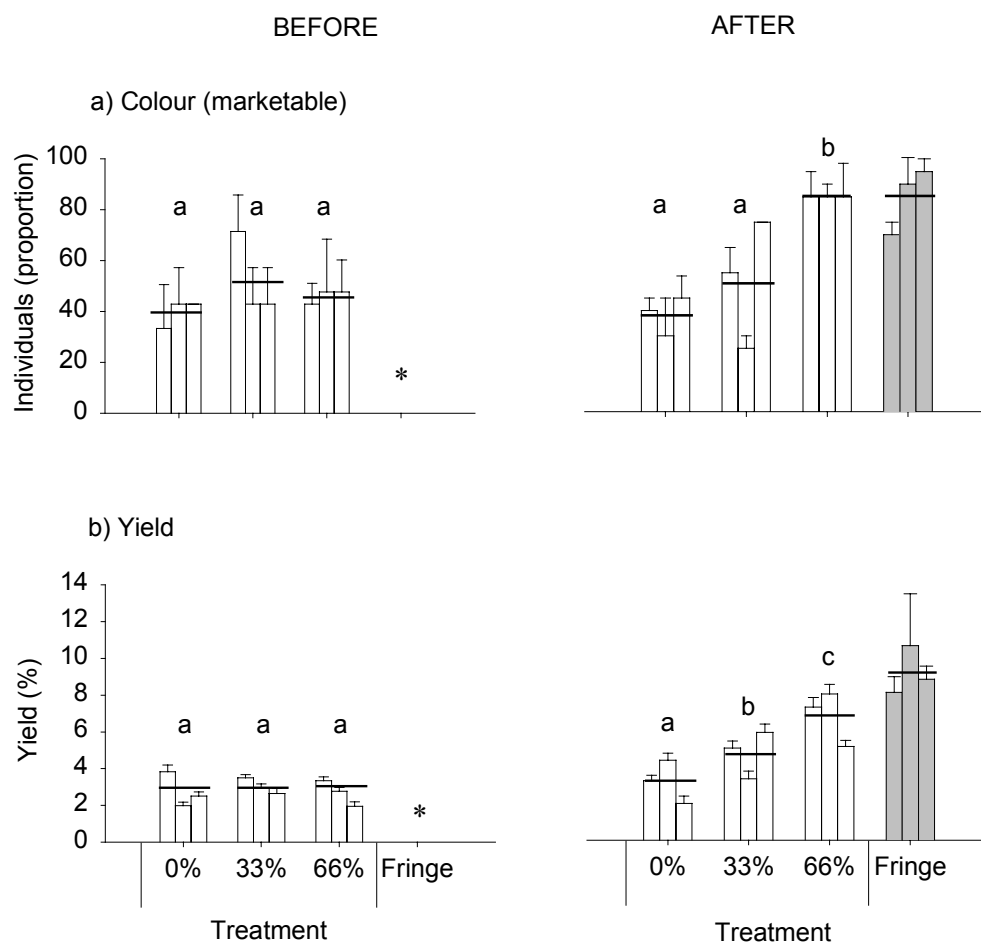 BEFORE AFTER
a) Colour (marketable)
Individuals (proportion)
100
80
60
40
20
0
a a a *
a a b
b) Yield
Yield (%)
14
12
10
8
6
4
2
0
a a a *
a b c
0% 33% 66% Fringe 0% 33% 66% Fringe
Treatment Treatment